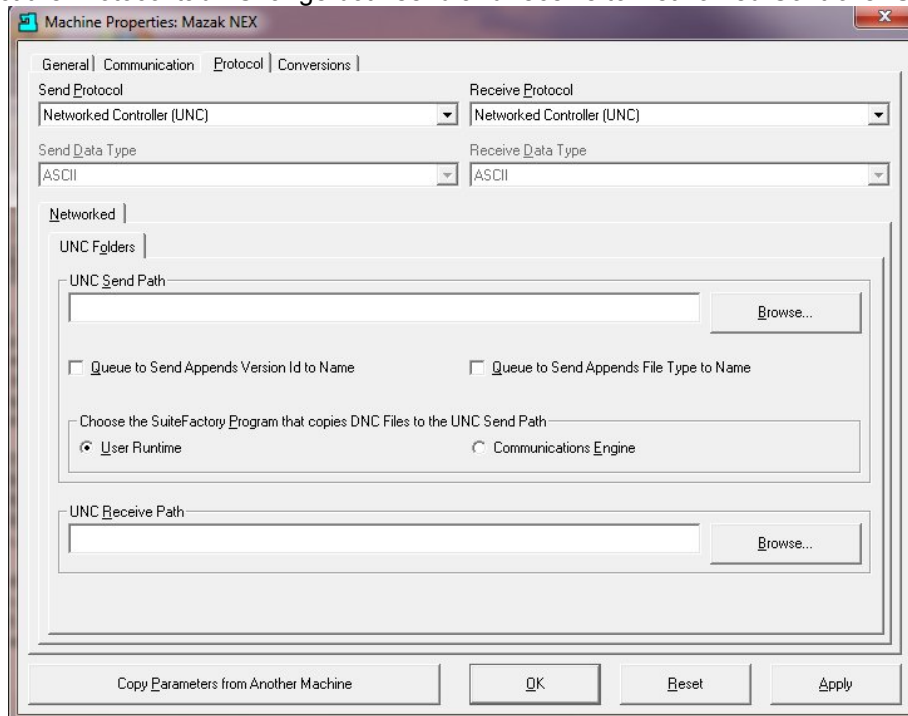 Machine Properties: Mazak NEX
General Communication Protocol Conversions
Send Protocol Receive Protocol
Networked Controller (UNC) Networked Controller (UNC)
Send Data Type Receive Data Type
ASCII ASCII
Networked
UNC Folders
UNC Send Path
Browse...
Queue to Send Appends Version Id to Name Queue to Send Appends File Type to Name
Choose the SuiteFactory Program that copies DNC Files to the UNC Send Path
User Runtime Communications Engine
UNC Receive Path
Browse...
Copy Parameters from Another Machine OK Reset Apply